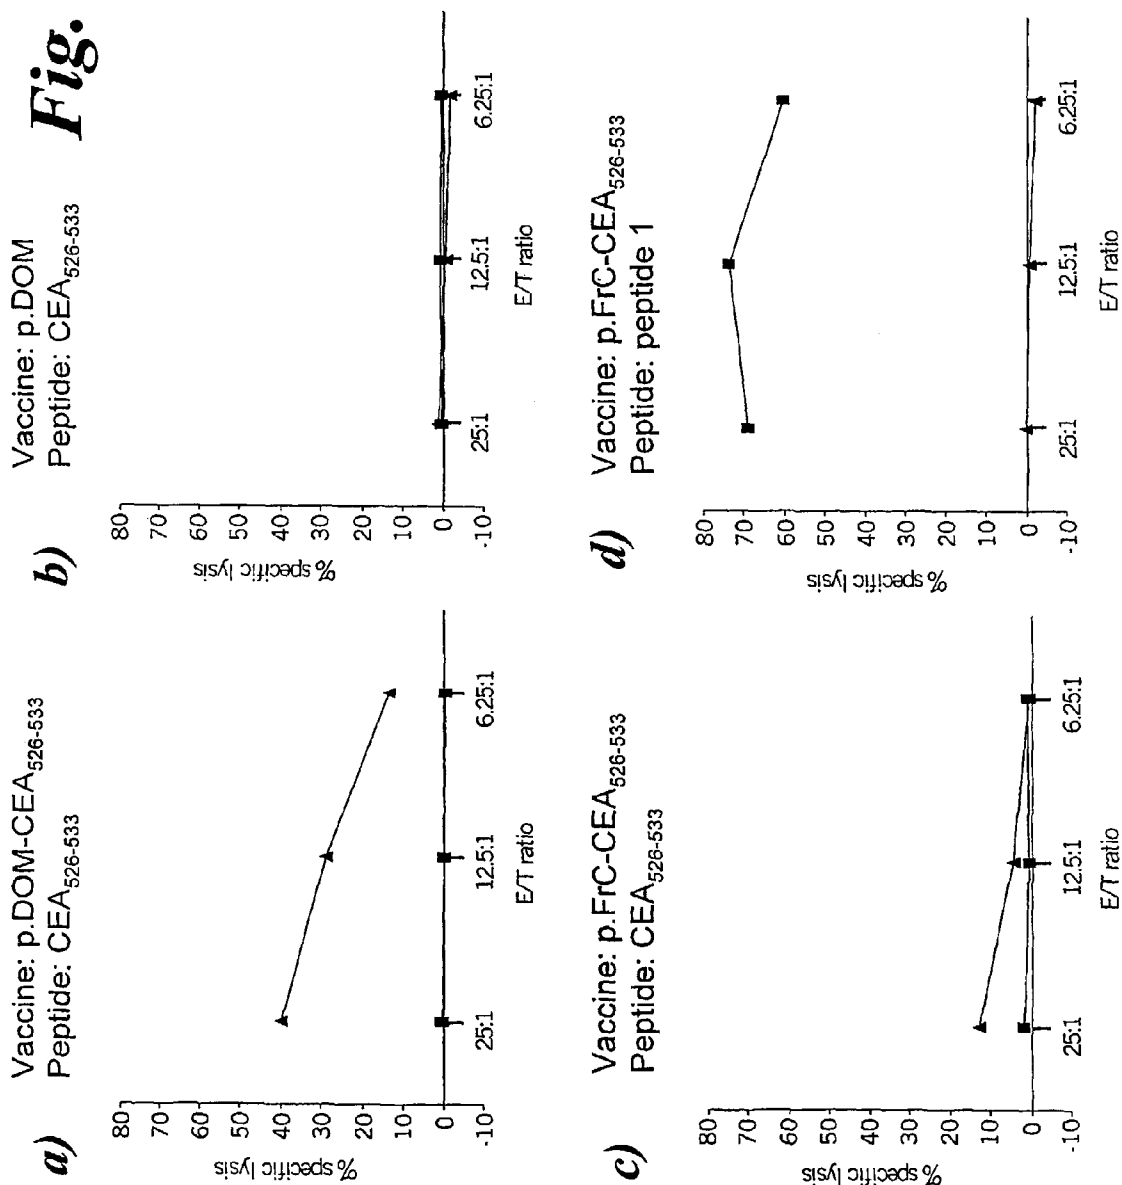 Fig.
a)
Vaccine: p.DOM-CEA526-533
Peptide: CEA526-533
% specific lysis
80
70
60
50
40
30
20
10
0
-10
25:1
12.5:1
6.25:1
E/T ratio
b)
Vaccine: p.DOM
Peptide: CEA526-533
% specific lysis
80
70
60
50
40
30
20
10
0
-10
25:1
12.5:1
6.25:1
E/T ratio
c)
Vaccine: p.FrC-CEA526-533
Peptide: CEA526-533
% specific lysis
80
70
60
50
40
30
20
10
0
-10
25:1
12.5:1
6.25:1
E/T ratio
d)
Vaccine: p.FrC-CEA526-533
Peptide: peptide 1
% specific lysis
80
70
60
50
40
30
20
10
0
-10
25:1
12.5:1
6.25:1
E/T ratio